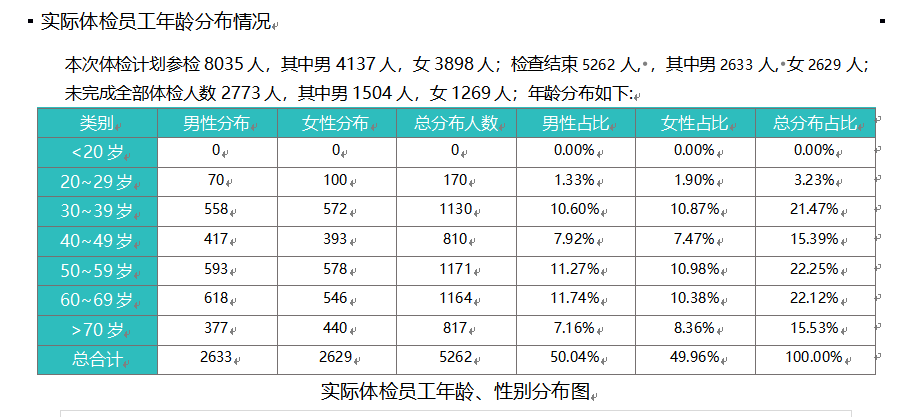 实际体检员工年龄分布情况
本次体检计划参检 8035 人，其中男 4137 人，女 3898 人；检查结束 5262 人, ，其中男 2633 人, 女 2629 人；
未完成全部体检人数 2773 人，其中男 1504 人，女 1269 人；年龄分布如下:
类别 男性分布 女性分布 总分布人数 男性占比 女性占比 总分布占比
<20 岁 0 0 0 0.00% 0.00% 0.00%
20~29 岁 70 100 170 1.33% 1.90% 3.23%
30~39 岁 558 572 1130 10.60% 10.87% 21.47%
40~49 岁 417 393 810 7.92% 7.47% 15.39%
50~59 岁 593 578 1171 11.27% 10.98% 22.25%
60~69 岁 618 546 1164 11.74% 10.38% 22.12%
>70 岁 377 440 817 7.16% 8.36% 15.53%
总合计 2633 2629 5262 50.04% 49.96% 100.00%
实际体检员工年龄、性别分布图